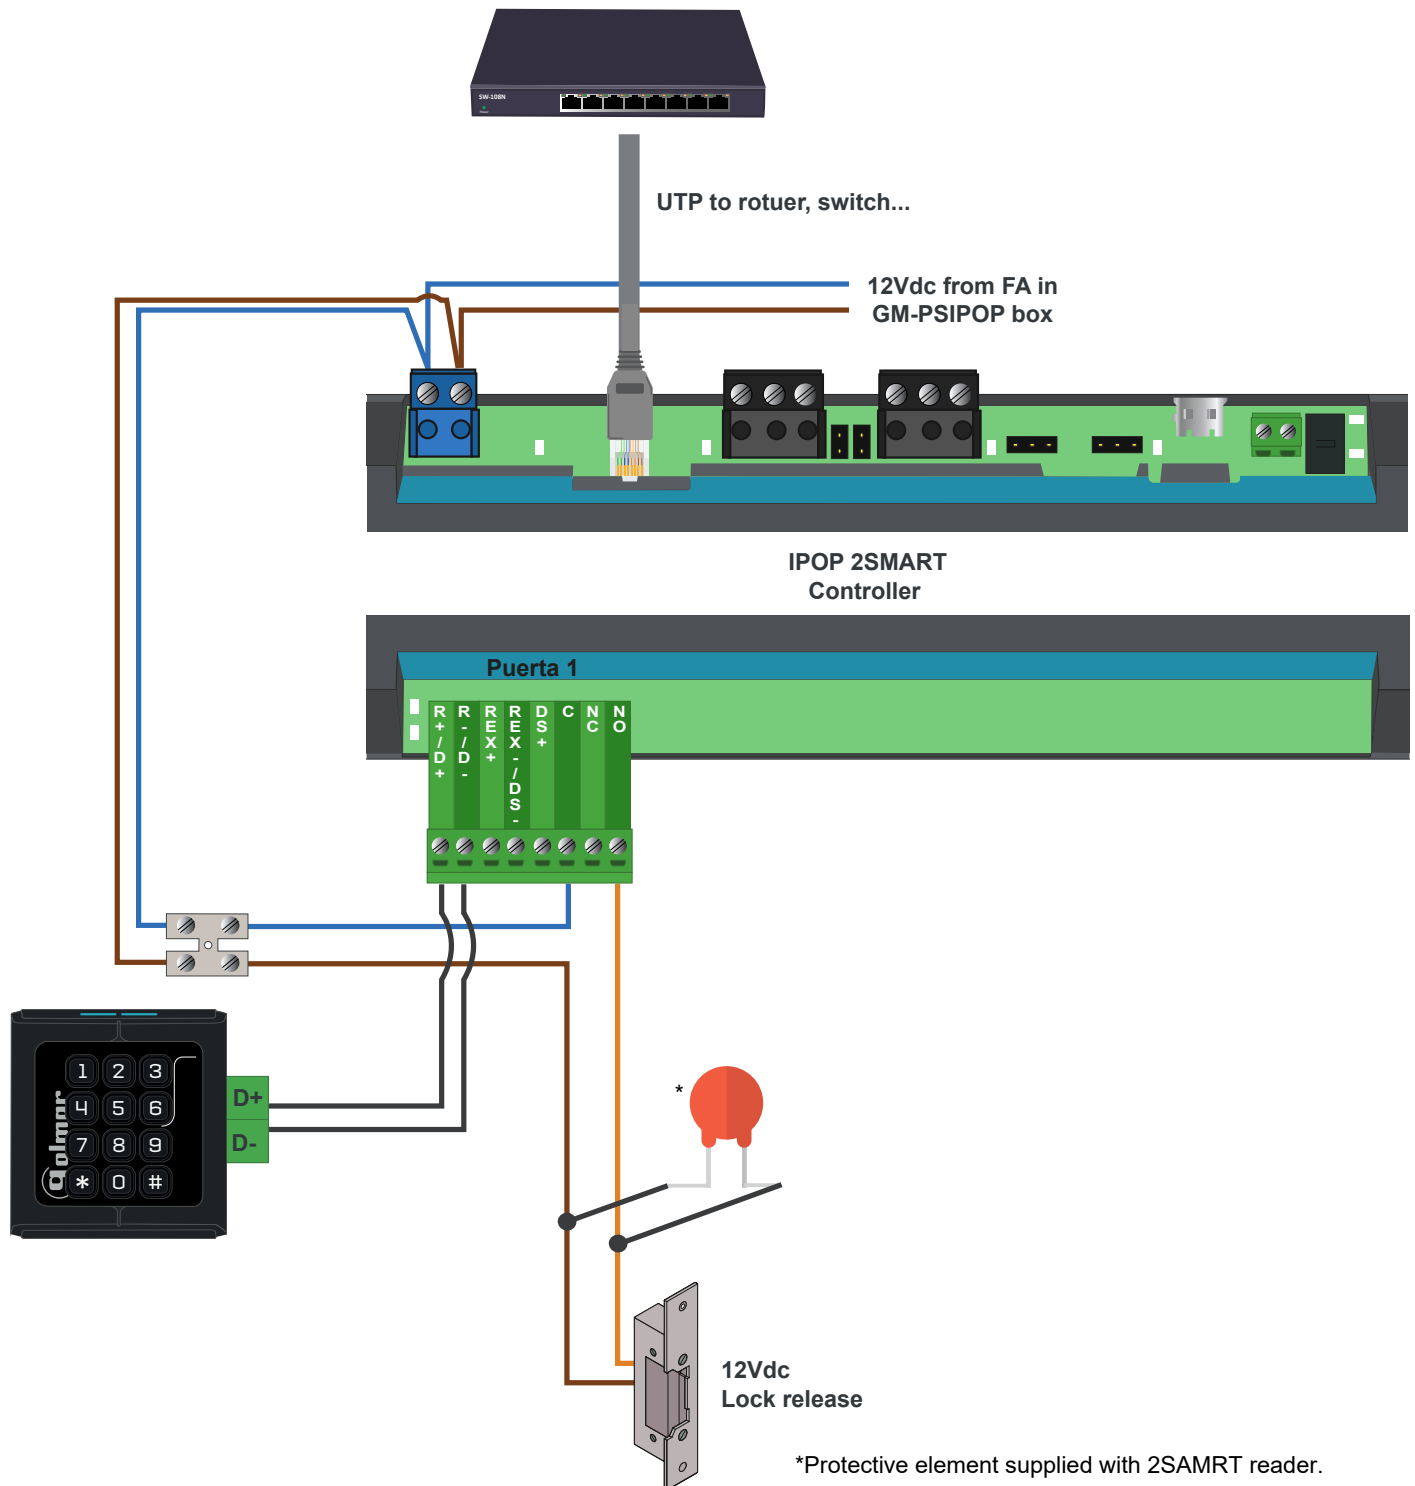 SW-108N
UTP to rotuer, switch...
12Vdc from FA in
GM-PSIPOP box
IPOP 2SMART
Controller
Puerta 1
R+/D+
R-/D-
REX+
REX-/DS-
DS+
C
NC
NO
golmar
1 2 3
4 5 6
7 8 9
* 0 #
D+
D-
*
12Vdc
Lock release
*Protective element supplied with 2SAMRT reader.